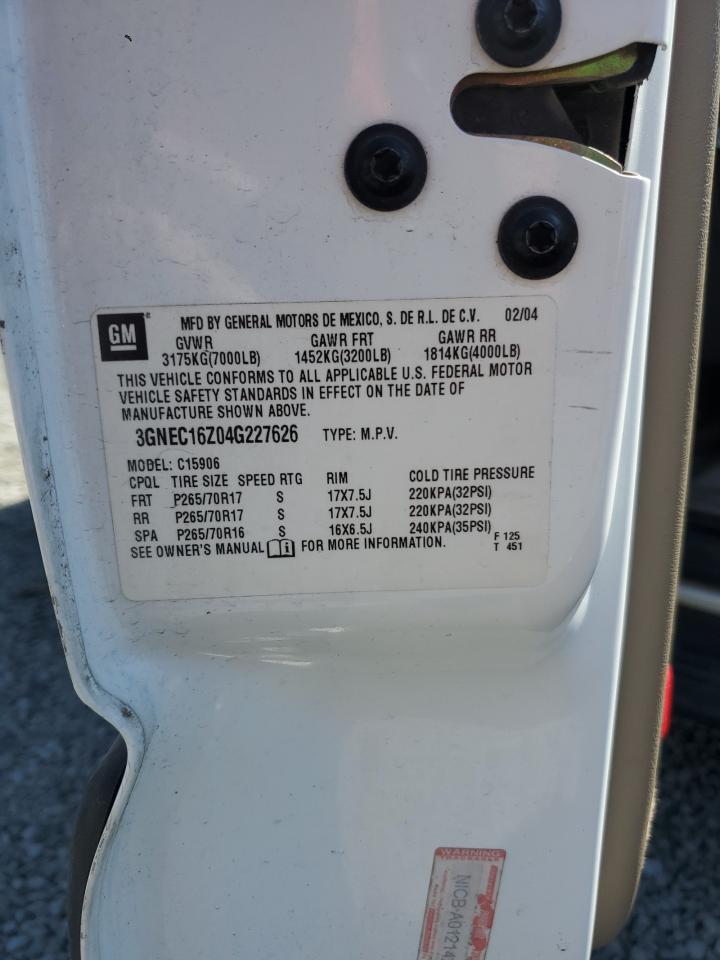 GM
MFD BY GENERAL MOTORS DE MEXICO, S. DE R.L. DE C.V. 02/04
GVWR GAWR FRT GAWR RR
3175KG(7000LB) 1452KG(3200LB) 1814KG(4000LB)
THIS VEHICLE CONFORMS TO ALL APPLICABLE U.S. FEDERAL MOTOR
VEHICLE SAFETY STANDARDS IN EFFECT ON THE DATE OF
MANUFACTURE SHOWN ABOVE.
3GNEC16Z04G227626 TYPE: M.P.V.
MODEL: C15906
CPQL TIRE SIZE SPEED RTG RIM COLD TIRE PRESSURE
FRT P265/70R17 S 17X7.5J 220KPA(32PSI)
RR P265/70R17 S 17X7.5J 220KPA(32PSI)
SPA P265/70R16 S 16X6.5J 240KPA(35PSI)
SEE OWNER'S MANUAL i FOR MORE INFORMATION.
F 125
T 451
WARNING
NICB-A01214